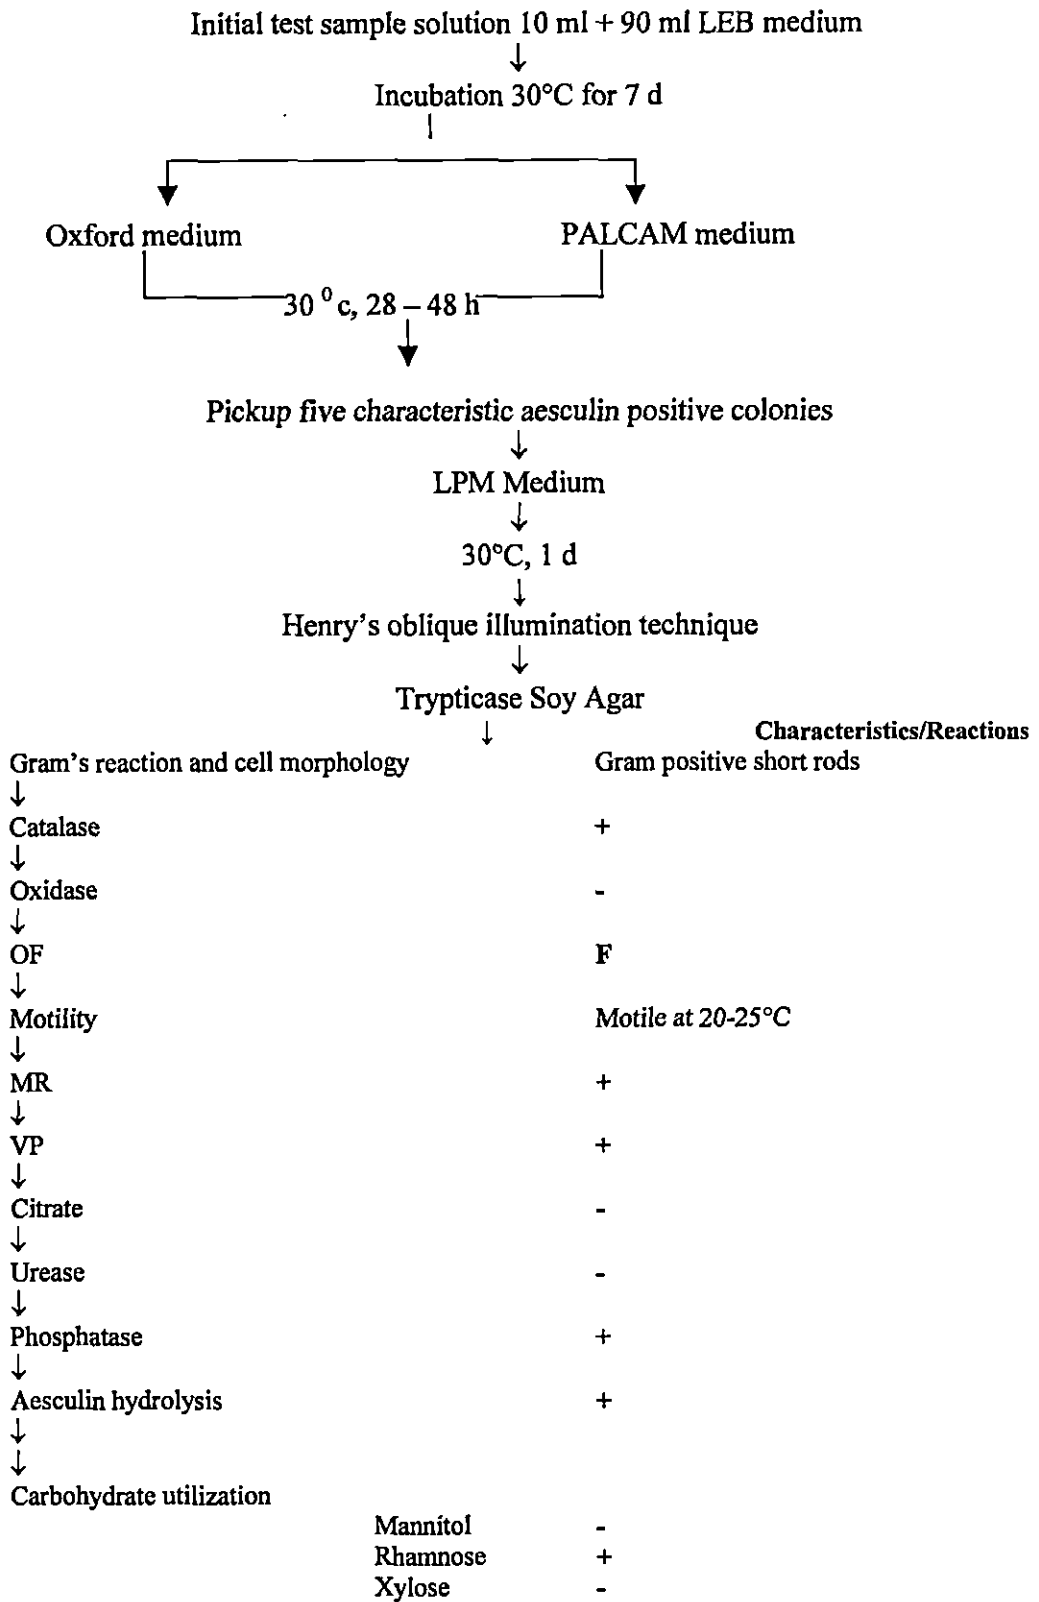 Initial test sample solution 10 ml + 90 ml LEB medium
↓
Incubation 30°C for 7 d
Oxford medium PALCAM medium
30 ⁰ c, 28 – 48 h
Pickup five characteristic aesculin positive colonies
↓
LPM Medium
↓
30°C, 1 d
↓
Henry's oblique illumination technique
↓
Trypticase Soy Agar
↓ Characteristics/Reactions
Gram's reaction and cell morphology Gram positive short rods
↓
Catalase +
↓
Oxidase -
↓
OF F
↓
Motility Motile at 20-25°C
↓
MR +
↓
VP +
↓
Citrate -
↓
Urease -
↓
Phosphatase +
↓
Aesculin hydrolysis +
↓
↓
Carbohydrate utilization
Mannitol -
Rhamnose +
Xylose -